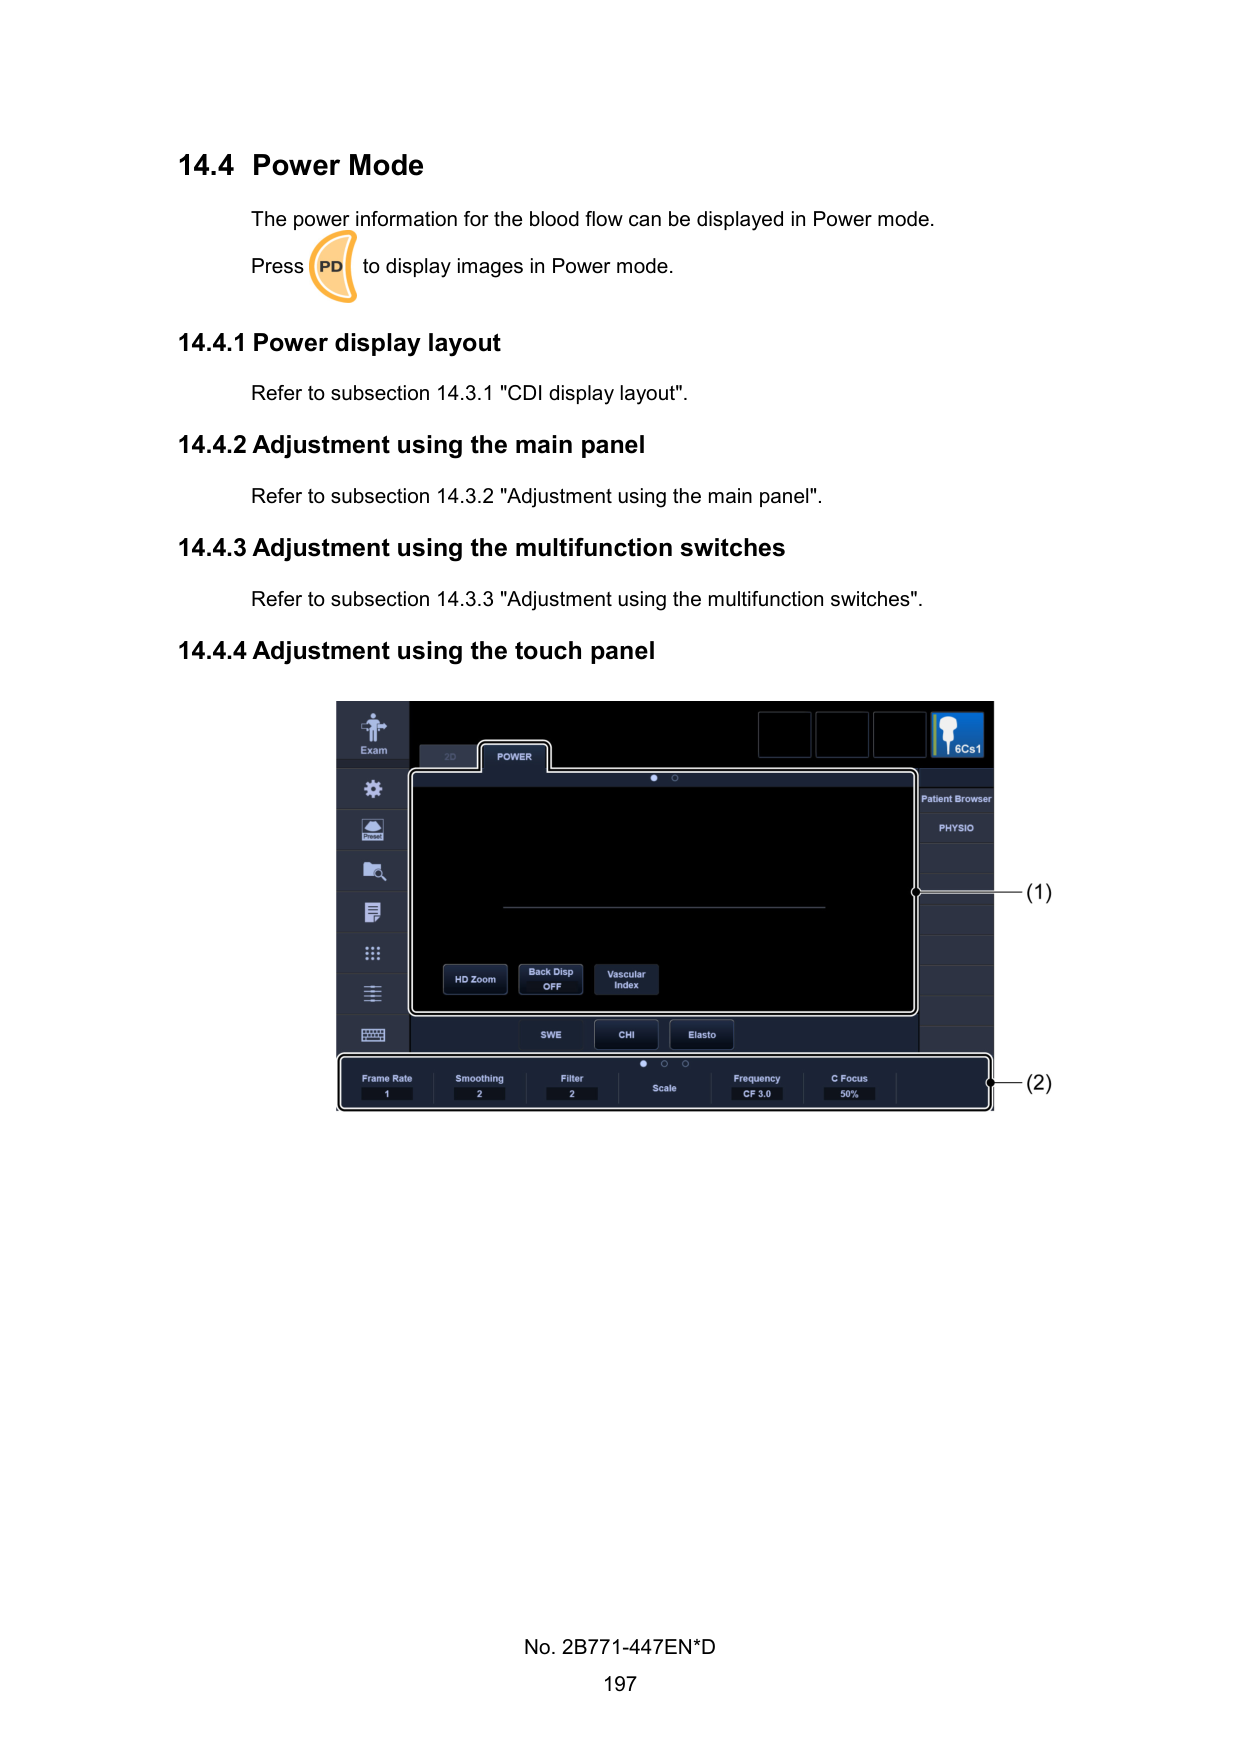 14.4 Power Mode
The power information for the blood flow can be displayed in Power mode.
Press PD to display images in Power mode.
14.4.1 Power display layout
Refer to subsection 14.3.1 "CDI display layout".
14.4.2 Adjustment using the main panel
Refer to subsection 14.3.2 "Adjustment using the main panel".
14.4.3 Adjustment using the multifunction switches
Refer to subsection 14.3.3 "Adjustment using the multifunction switches".
14.4.4 Adjustment using the touch panel
Exam
2D POWER
6Cs1
Patient Browser
Preset
PHYSIO
(1)
HD Zoom
Back Disp
OFF
Vascular
Index
SWE CHI Elasto
Frame Rate Smoothing Filter Scale Frequency C Focus
1 2 2 CF 3.0 50%
(2)
No. 2B771-447EN*D
197